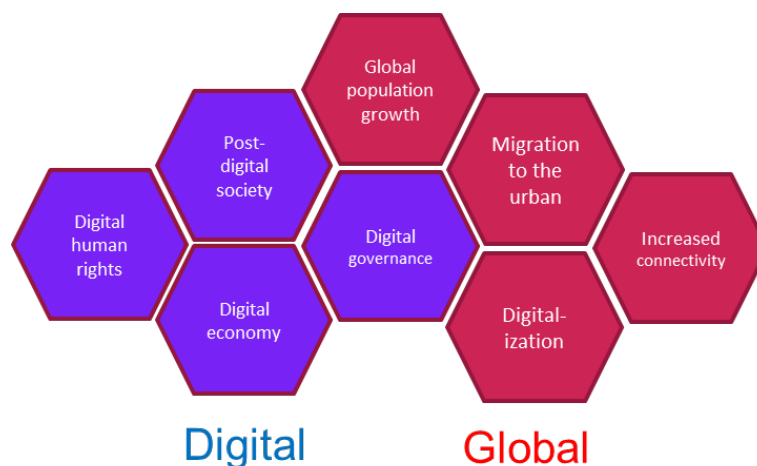 Global
population
growth
Post-
digital
society
Migration
to the
urban
Digital
human
rights
Digital
governance
Increased
connectivity
Digital
economy
Digital-
ization
Digital
Global